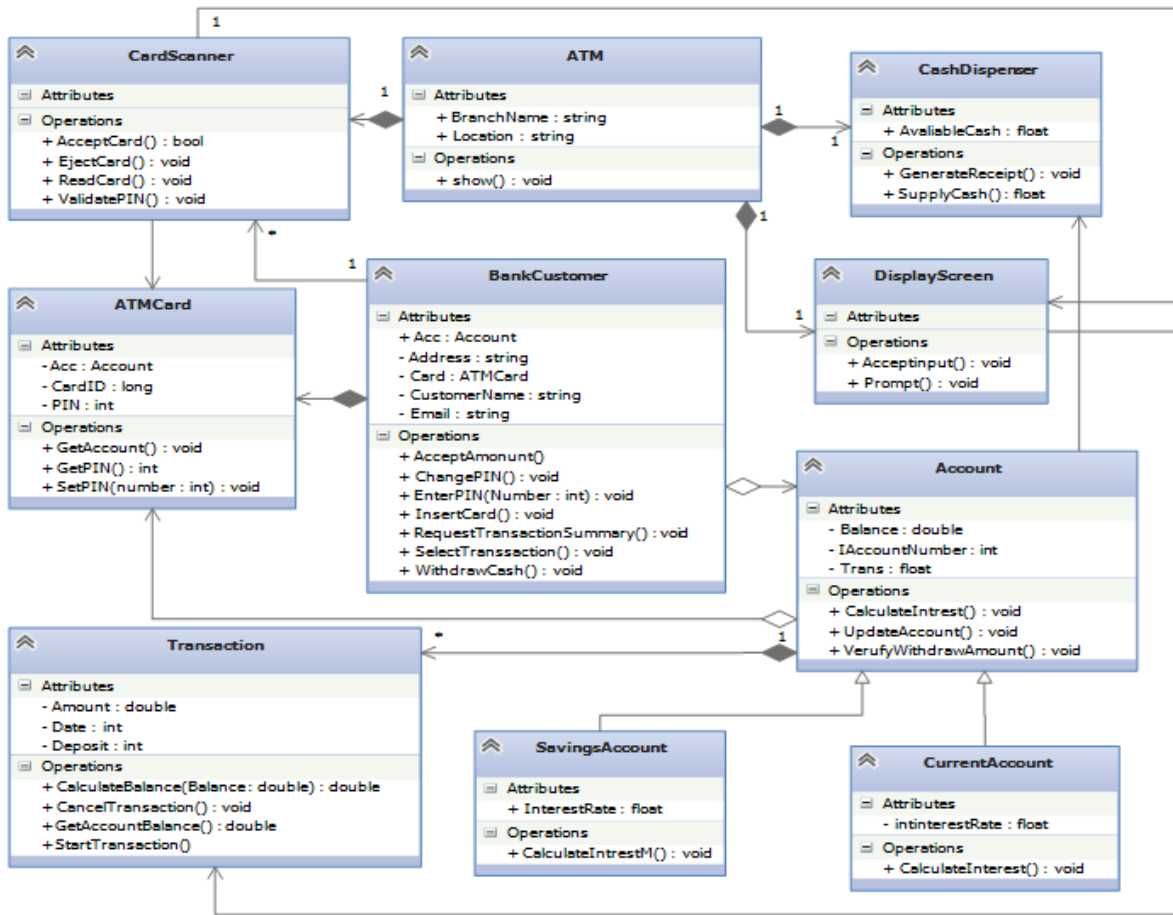 1
CardScanner
Attributes
Operations
+ AcceptCard() : bool
+ EjectCard() : void
+ ReadCard() : void
+ ValidatePIN() : void
1
ATM
Attributes
+ BranchName : string
+ Location : string
Operations
+ show() : void
1
1
CashDispenser
Attributes
+ AvaliableCash : float
Operations
+ GenerateReceipt() : void
+ SupplyCash() : float
1
1
*
1
ATMCard
Attributes
- Acc : Account
- CardID : long
- PIN : int
Operations
+ GetAccount() : void
+ GetPIN() : int
+ SetPIN(number : int) : void
BankCustomer
Attributes
+ Acc : Account
- Address : string
- Card : ATMCard
- CustomerName : string
- Email : string
Operations
+ AcceptAmonunt()
+ ChangePIN() : void
+ EnterPIN(Number : int) : void
+ InsertCard() : void
+ RequestTransactionSummary() : void
+ SelectTranssaction() : void
+ WithdrawCash() : void
DisplayScreen
Attributes
Operations
+ Acceptinput() : void
+ Prompt() : void
Account
Attributes
- Balance : double
- IAccountNumber : int
- Trans : float
Operations
+ CalculateIntrest() : void
+ UpdateAccount() : void
+ VerufyWithdrawAmount() : void
*
1
Transaction
Attributes
- Amount : double
- Date : int
- Deposit : int
Operations
+ CalculateBalance(Balance : double) : double
+ CancelTransaction() : void
+ GetAccountBalance() : double
+ StartTransaction()
SavingsAccount
Attributes
+ InterestRate : float
Operations
+ CalculateIntrestM() : void
CurrentAccount
Attributes
- intinterestRate : float
Operations
+ CalculateInterest() : void